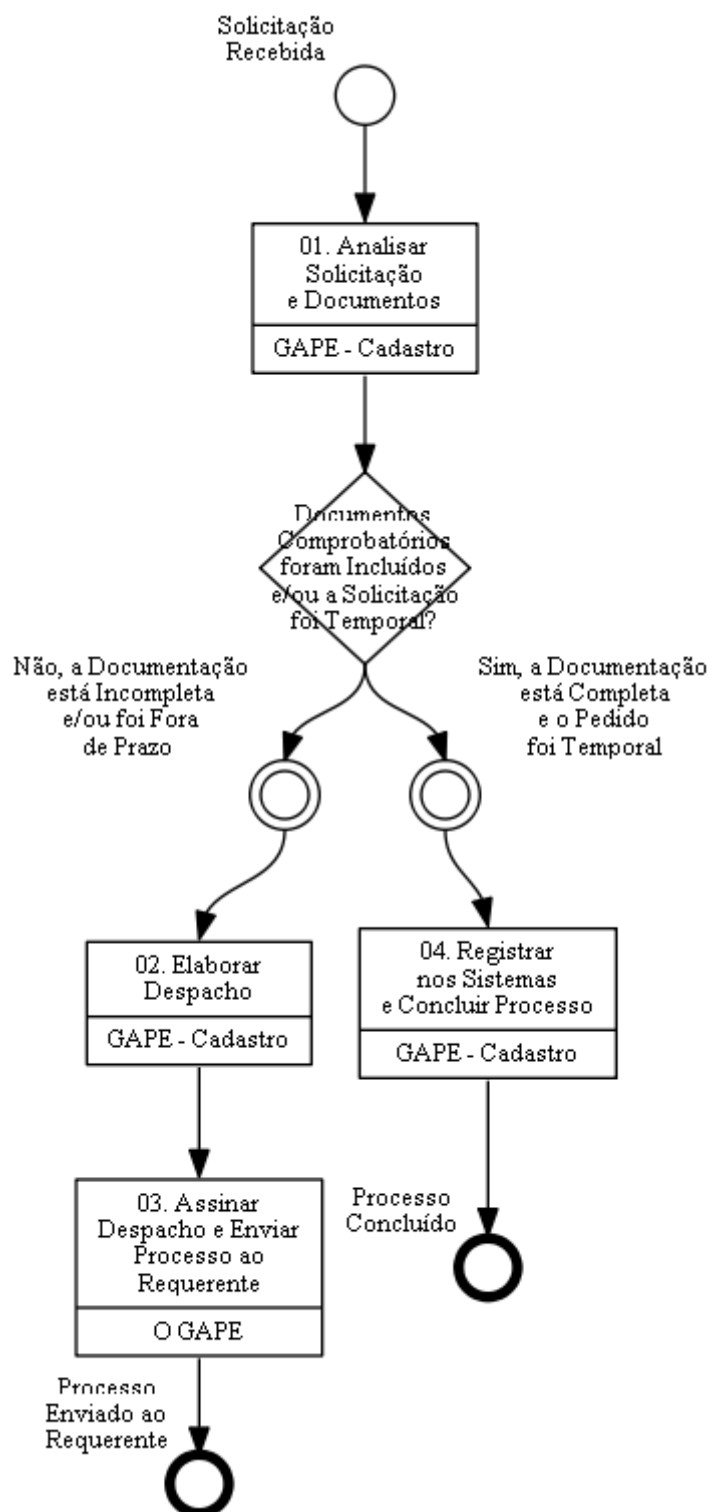 Solicitação
Recebida
01. Analisar
Solicitação
e Documentos
GAPE - Cadastro
Documentos
Comprobatórios
foram Incluídos
e/ou a Solicitação
foi Temporal?
Não, a Documentação
está Incompleta
e/ou foi Fora
de Prazo
Sim, a Documentação
está Completa
e o Pedido
foi Temporal
02. Elaborar
Despacho
GAPE - Cadastro
04. Registrar
nos Sistemas
e Concluir Processo
GAPE - Cadastro
03. Assinar
Despacho e Enviar
Processo ao
Requerente
O GAPE
Processo
Concluído
Processo
Enviado ao
Requerente